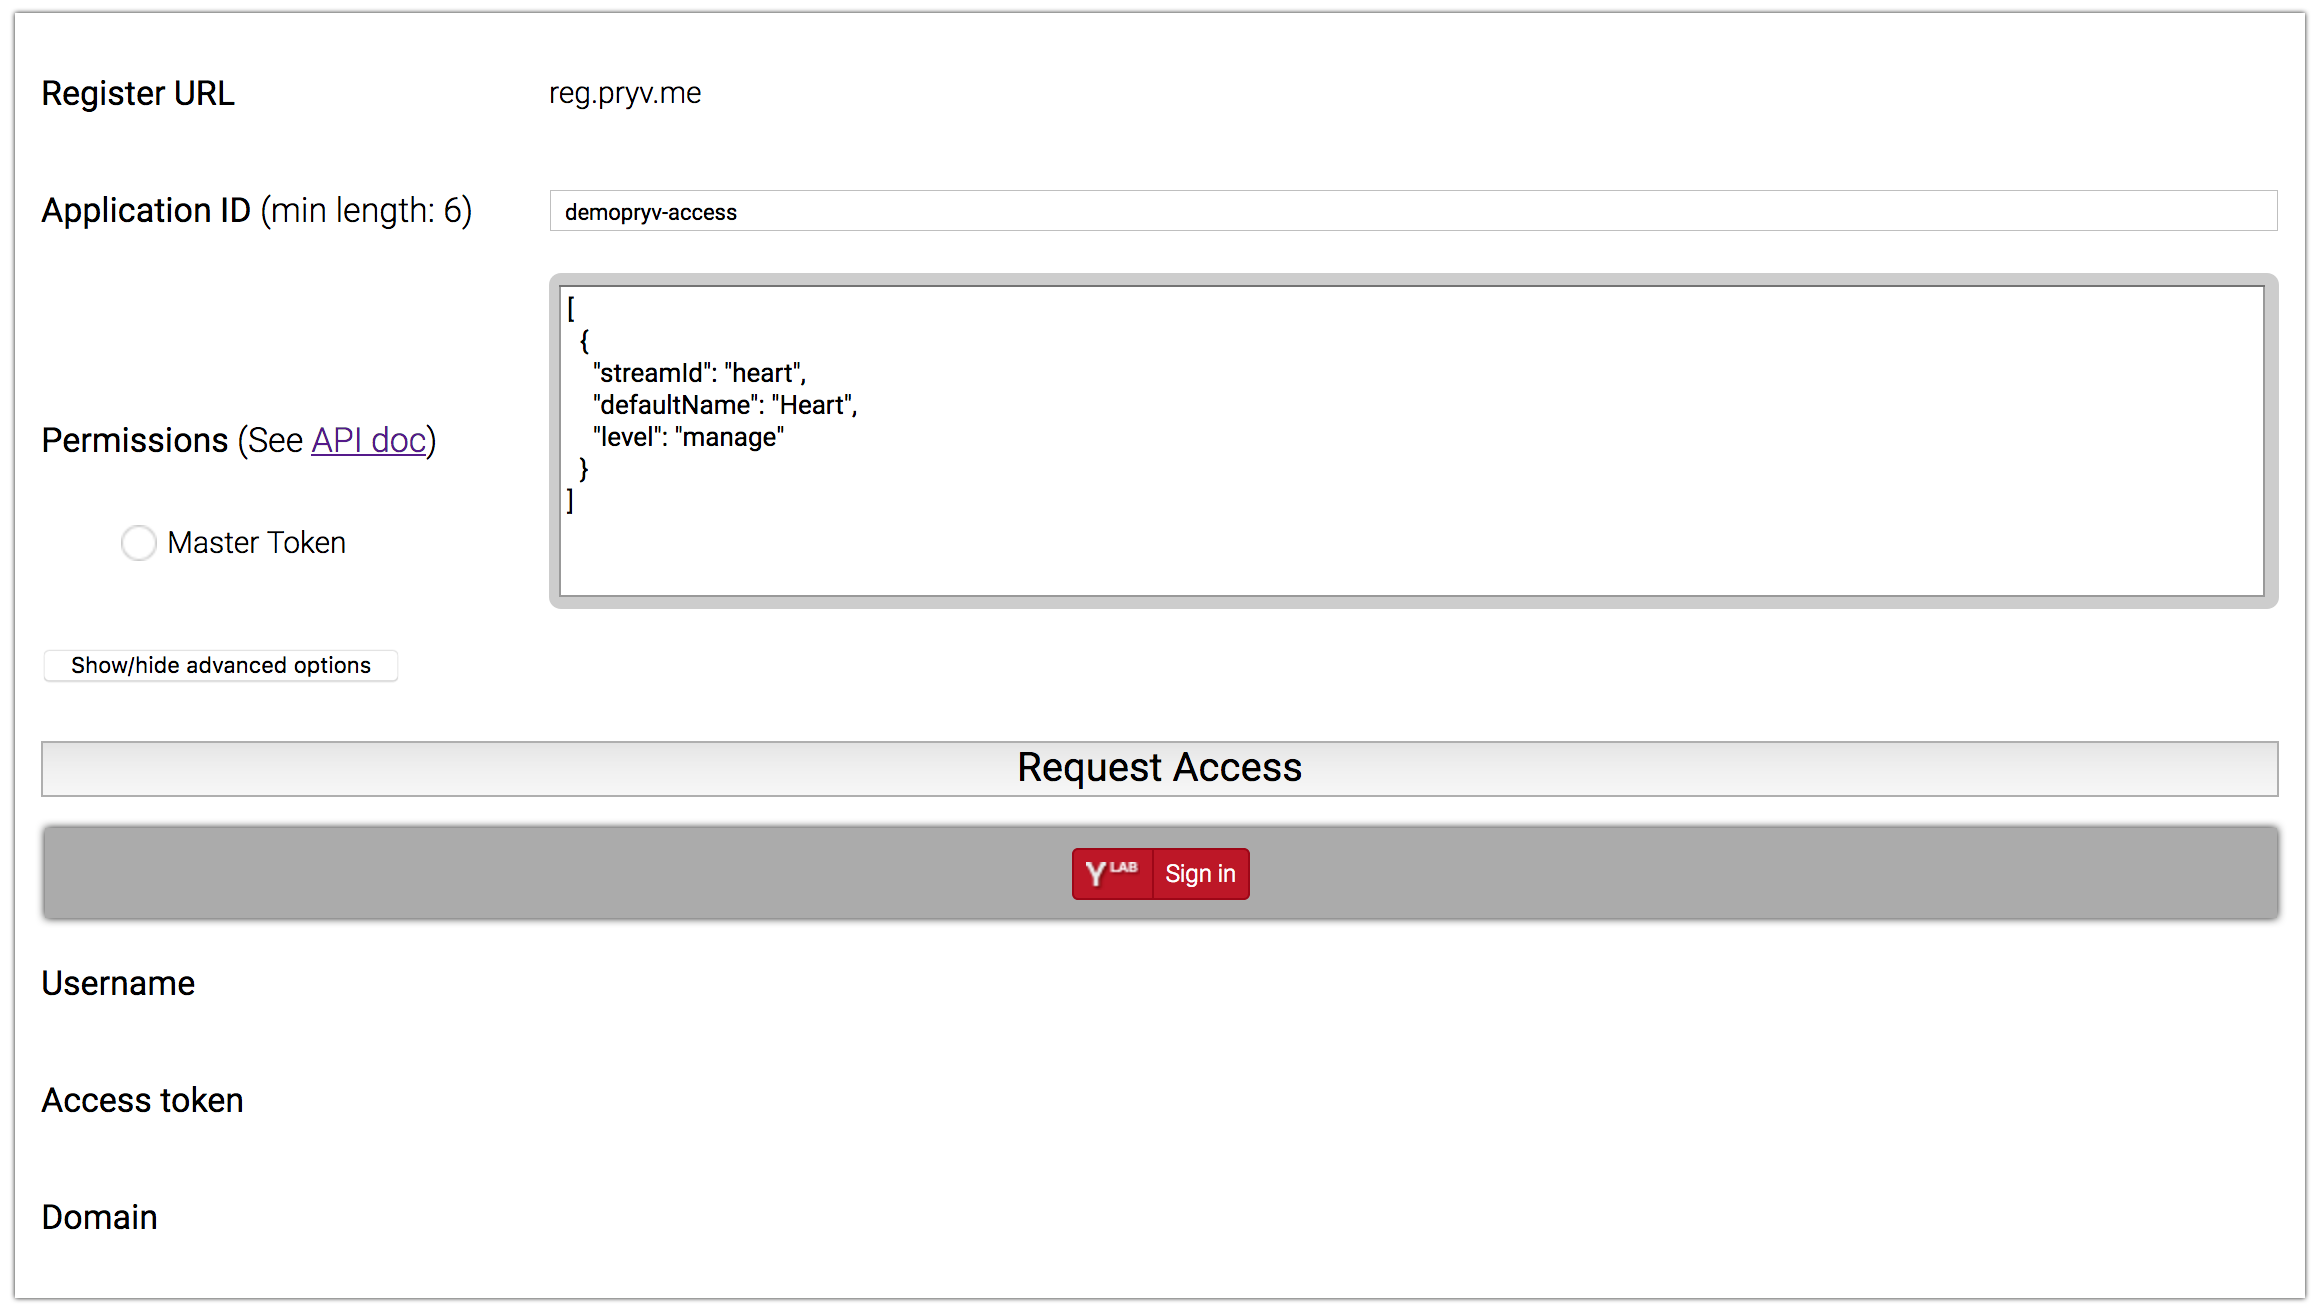 Register URL reg.pryv.me
Application ID (min length: 6) demopryv-access
[
{
"streamId": "heart",
"defaultName": "Heart",
"level": "manage"
}
]
Permissions (See API doc)
Master Token
Show/hide advanced options
Request Access
Y LAB Sign in
Username
Access token
Domain